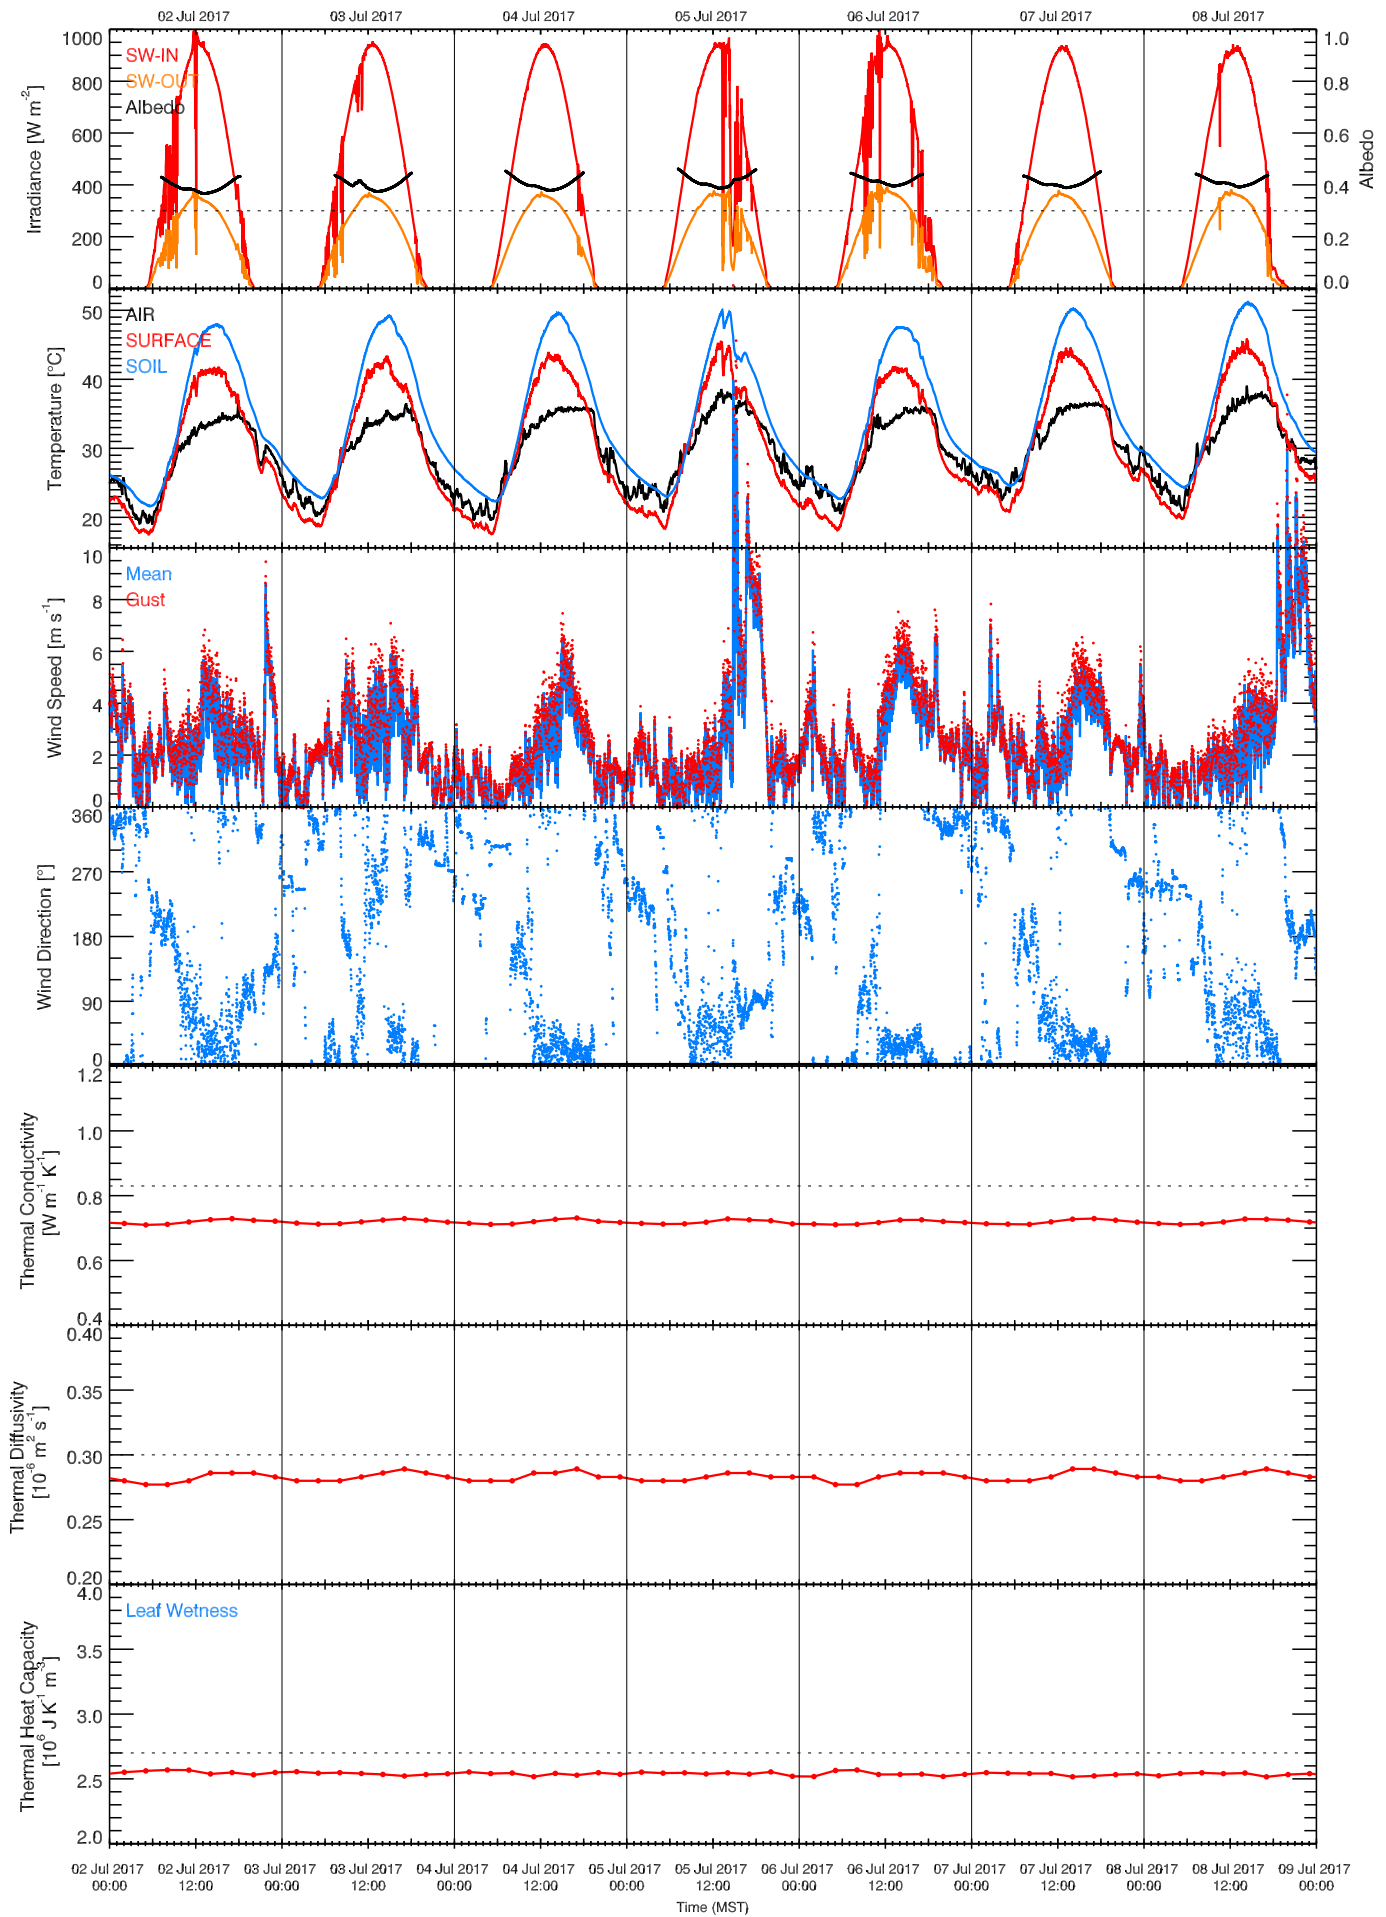 02 Jul 2017 03 Jul 2017 04 Jul 2017 05 Jul 2017 06 Jul 2017 07 Jul 2017 08 Jul 2017
Irradiance [W m-2]
1000
800
600
400
200
0
SW-IN
SW-OUT
Albedo
1.0
0.8
0.6
0.4
0.2
0.0
Albedo
Temperature [°C]
50
40
30
20
AIR
SURFACE
SOIL
Wind Speed [m s-1]
10
8
6
4
2
0
Mean
Gust
Wind Direction [°]
360
270
180
90
0
Thermal Conductivity
[W m-1 K-1]
1.2
1.0
0.8
0.6
0.4
Thermal Diffusivity
[10-6 m2 s-1]
0.40
0.35
0.30
0.25
0.20
Thermal Heat Capacity
[106 J K-1 m-3]
4.0
3.5
3.0
2.5
2.0
Leaf Wetness
02 Jul 2017 02 Jul 2017 03 Jul 2017 03 Jul 2017 04 Jul 2017 04 Jul 2017 05 Jul 2017 05 Jul 2017 06 Jul 2017 06 Jul 2017 07 Jul 2017 07 Jul 2017 08 Jul 2017 08 Jul 2017 09 Jul 2017
00:00 12:00 00:00 12:00 00:00 12:00 00:00 12:00 00:00 12:00 00:00 12:00 00:00 12:00 00:00
Time (MST)